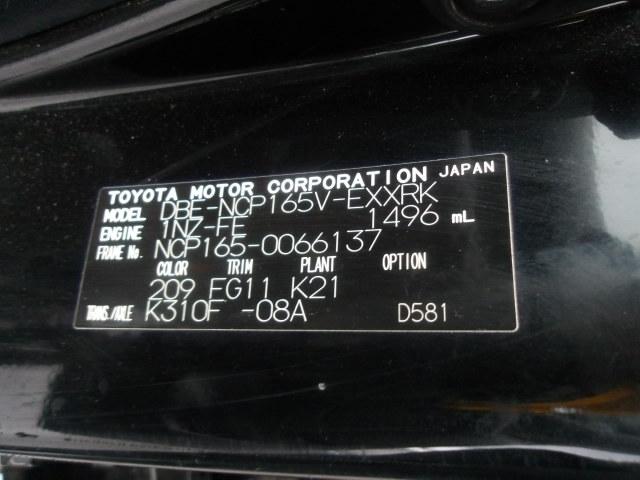 TOYOTA MOTOR CORPORATION JAPAN
MODEL DBE-NCP165V-EXXRK
ENGINE 1NZ-FE 1496 mL
FRAME No. NCP165-0066137
COLOR TRIM PLANT OPTION
209 FG11 K21
TRANS./AXLE K310F -08A D581